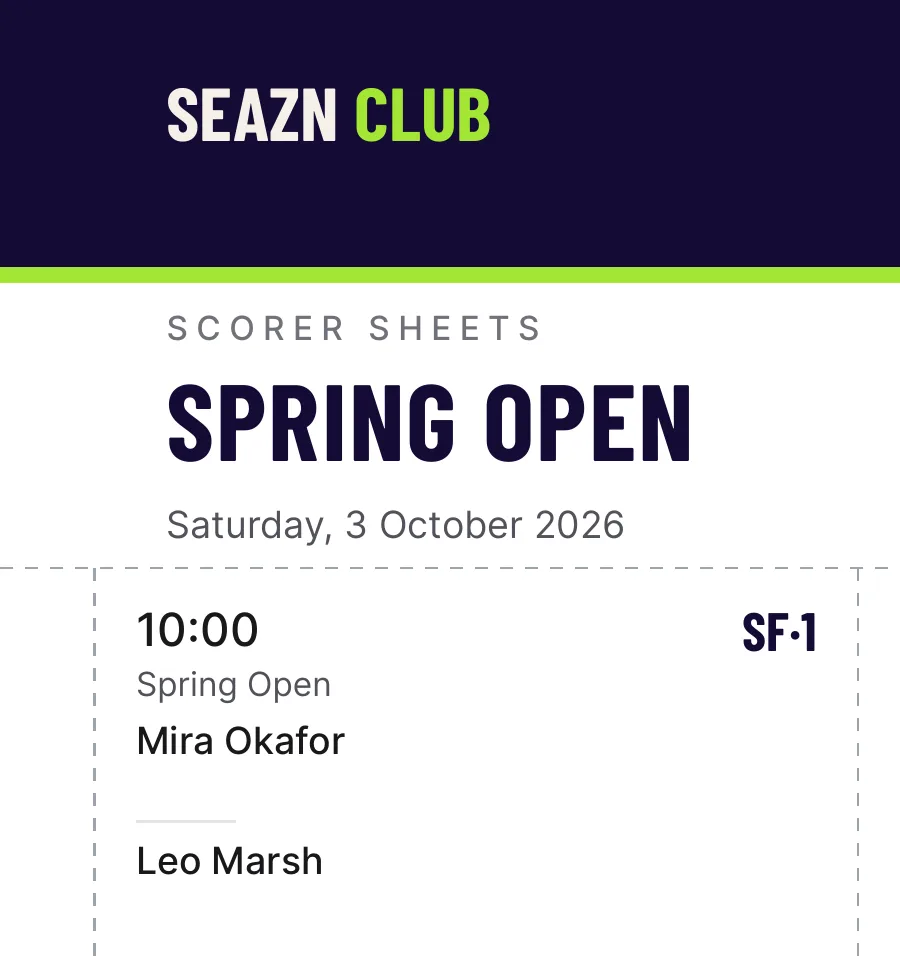 SEAZN CLUB
SCORER SHEETS
SPRING OPEN
Saturday, 3 October 2026
10:00
SF·1
Spring Open
Mira Okafor
Leo Marsh